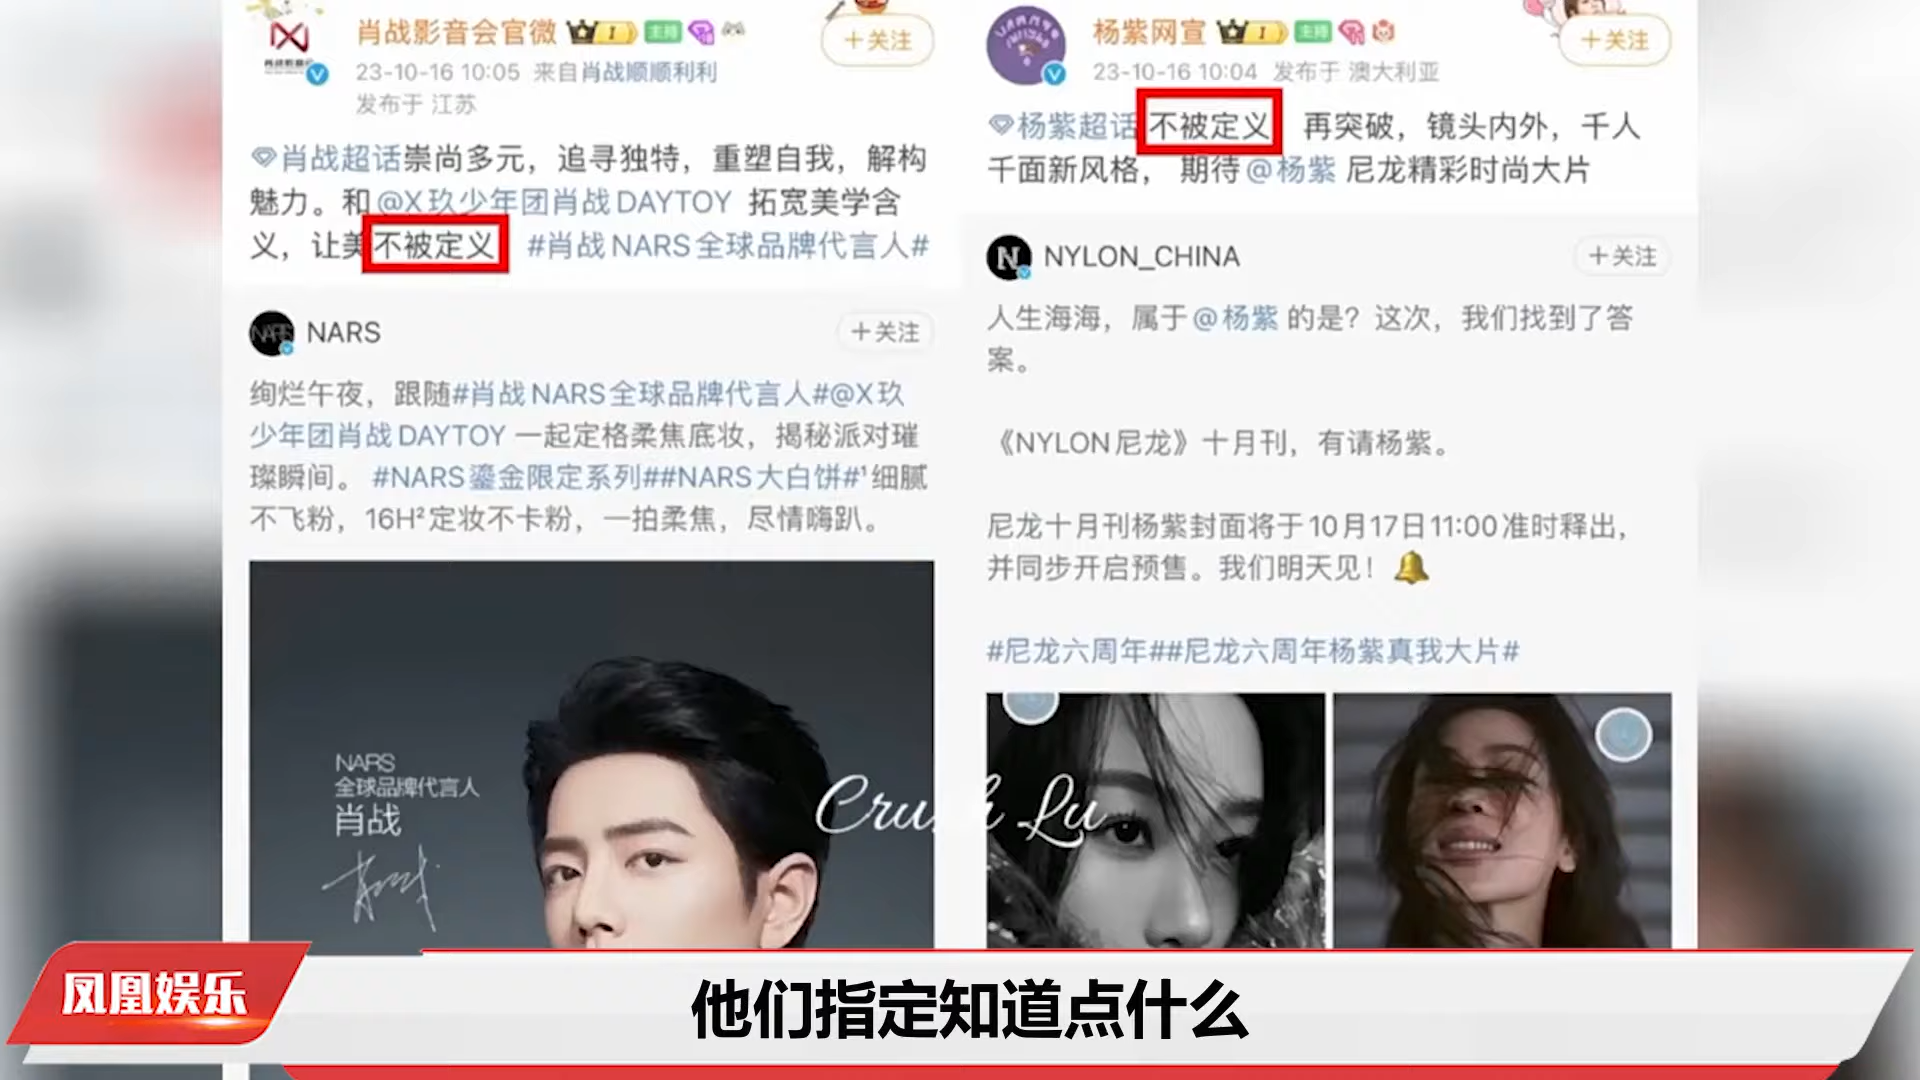 肖战影音会官微
23-10-16 10:05 来自肖战顺顺利利
发布于 江苏
+关注
肖战超话崇尚多元，追寻独特，重塑自我，解构
魅力。和@X玖少年团肖战DAYTOY 拓宽美学含
义，让美不被定义 #肖战NARS全球品牌代言人#
NARS
+关注
绚烂午夜，跟随#肖战NARS全球品牌代言人#@X玖
少年团肖战DAYTOY 一起定格柔焦底妆，揭秘派对璀
璨瞬间。 #NARS鎏金限定系列##NARS大白饼#¹细腻
不飞粉，16H²定妆不卡粉，一拍柔焦，尽情嗨趴。
NARS
全球品牌代言人
肖战
杨紫网宣
23-10-16 10:04 发布于 澳大利亚
+关注
杨紫超话 不被定义 再突破，镜头内外，千人
千面新风格， 期待@杨紫 尼龙精彩时尚大片
NYLON_CHINA
+关注
人生海海，属于@杨紫 的是？这次，我们找到了答
案。
《NYLON尼龙》十月刊，有请杨紫。
尼龙十月刊杨紫封面将于10月17日11:00准时释出，
并同步开启预售。我们明天见！
#尼龙六周年##尼龙六周年杨紫真我大片#
凤凰娱乐
他们指定知道点什么